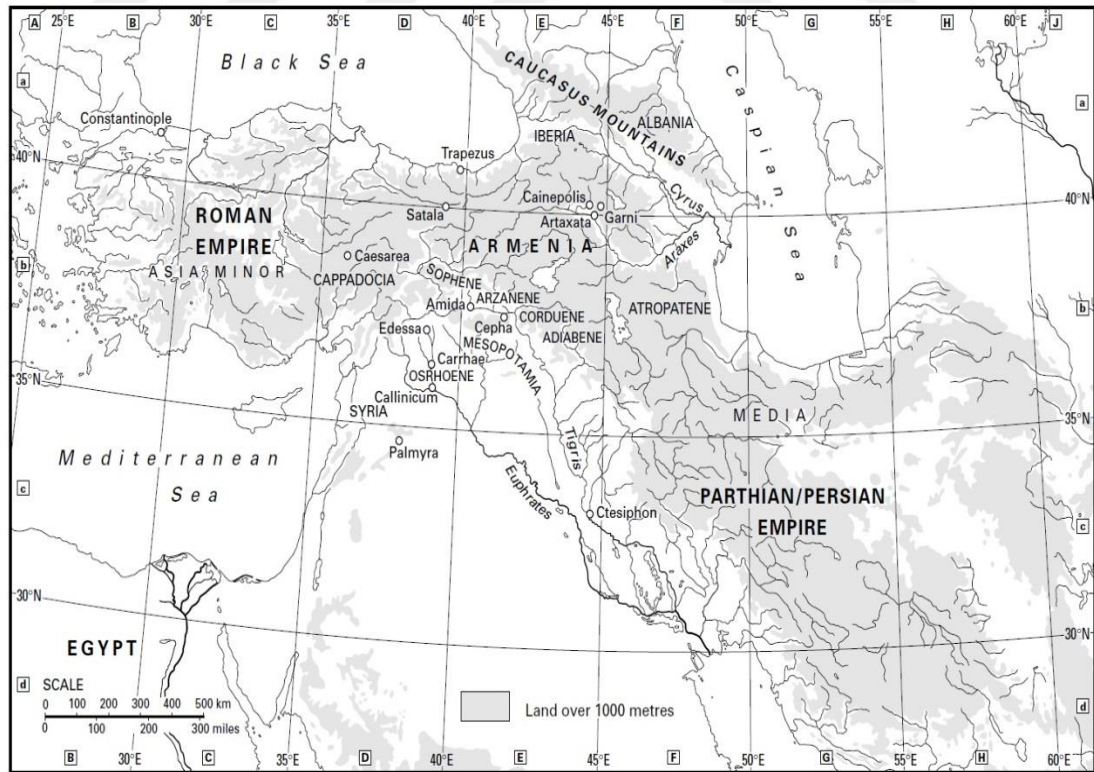 A B C D E F G H J
25°E 30°E 35°E 40°E 45°E 50°E 55°E 60°E
Black Sea
CAUCASUS MOUNTAINS
Caspian Sea
a
a
Constantinople
ALBANIA
IBERIA
40°N
Trapezus
Cyrus
40°N
Cainepolis
Satala
Garni
Artaxata
ROMAN
EMPIRE
ARMENIA
Araxes
b
ASIA MINOR
Caesarea
SOPHENE
CAPPADOCIA
ARZANENE
ATROPATENE
b
Amida
CORDUENE
Edessa
Cepha
ADIABENE
MESOPOTAMIA
Carrhae
35°N
OSRHOENE
Callinicum
SYRIA
MEDIA
35°N
Palmyra
Tigris
Mediterranean
Sea
Euphrates
c
PARTHIAN/PERSIAN
EMPIRE
Ctesiphon
c
30°N
30°N
EGYPT
d
SCALE
0 100 200 300 400 500 km
0 100 200 300 miles
Land over 1000 metres
d
B C D E F G H
30°E 35°E 40°E 45°E 50°E 55°E 60°E